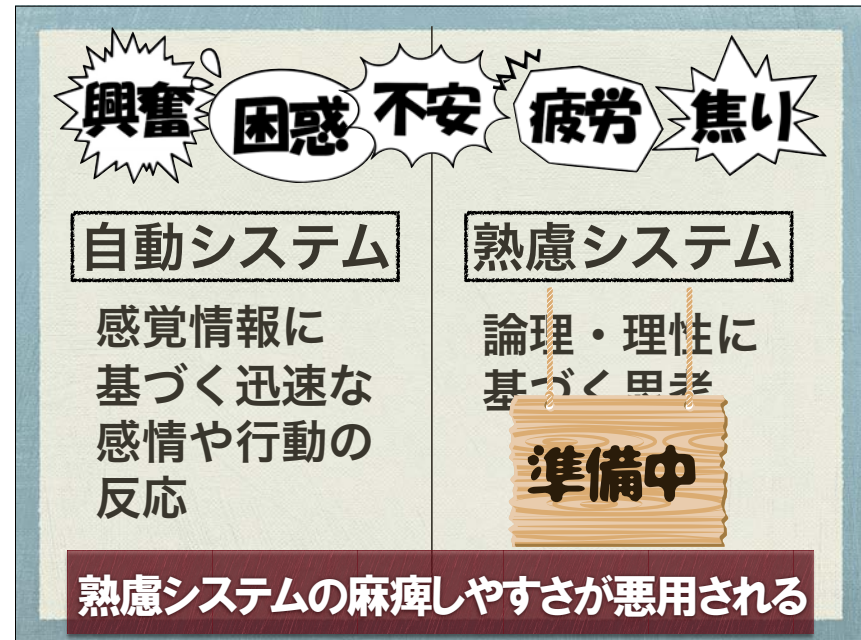 興奮
困惑
不安
疲労
焦り
自動システム
感覚情報に
基づく迅速な
感情や行動の
反応
熟慮システム
論理・理性に
基づく思考
準備中
熟慮システムの麻痺しやすさが悪用される